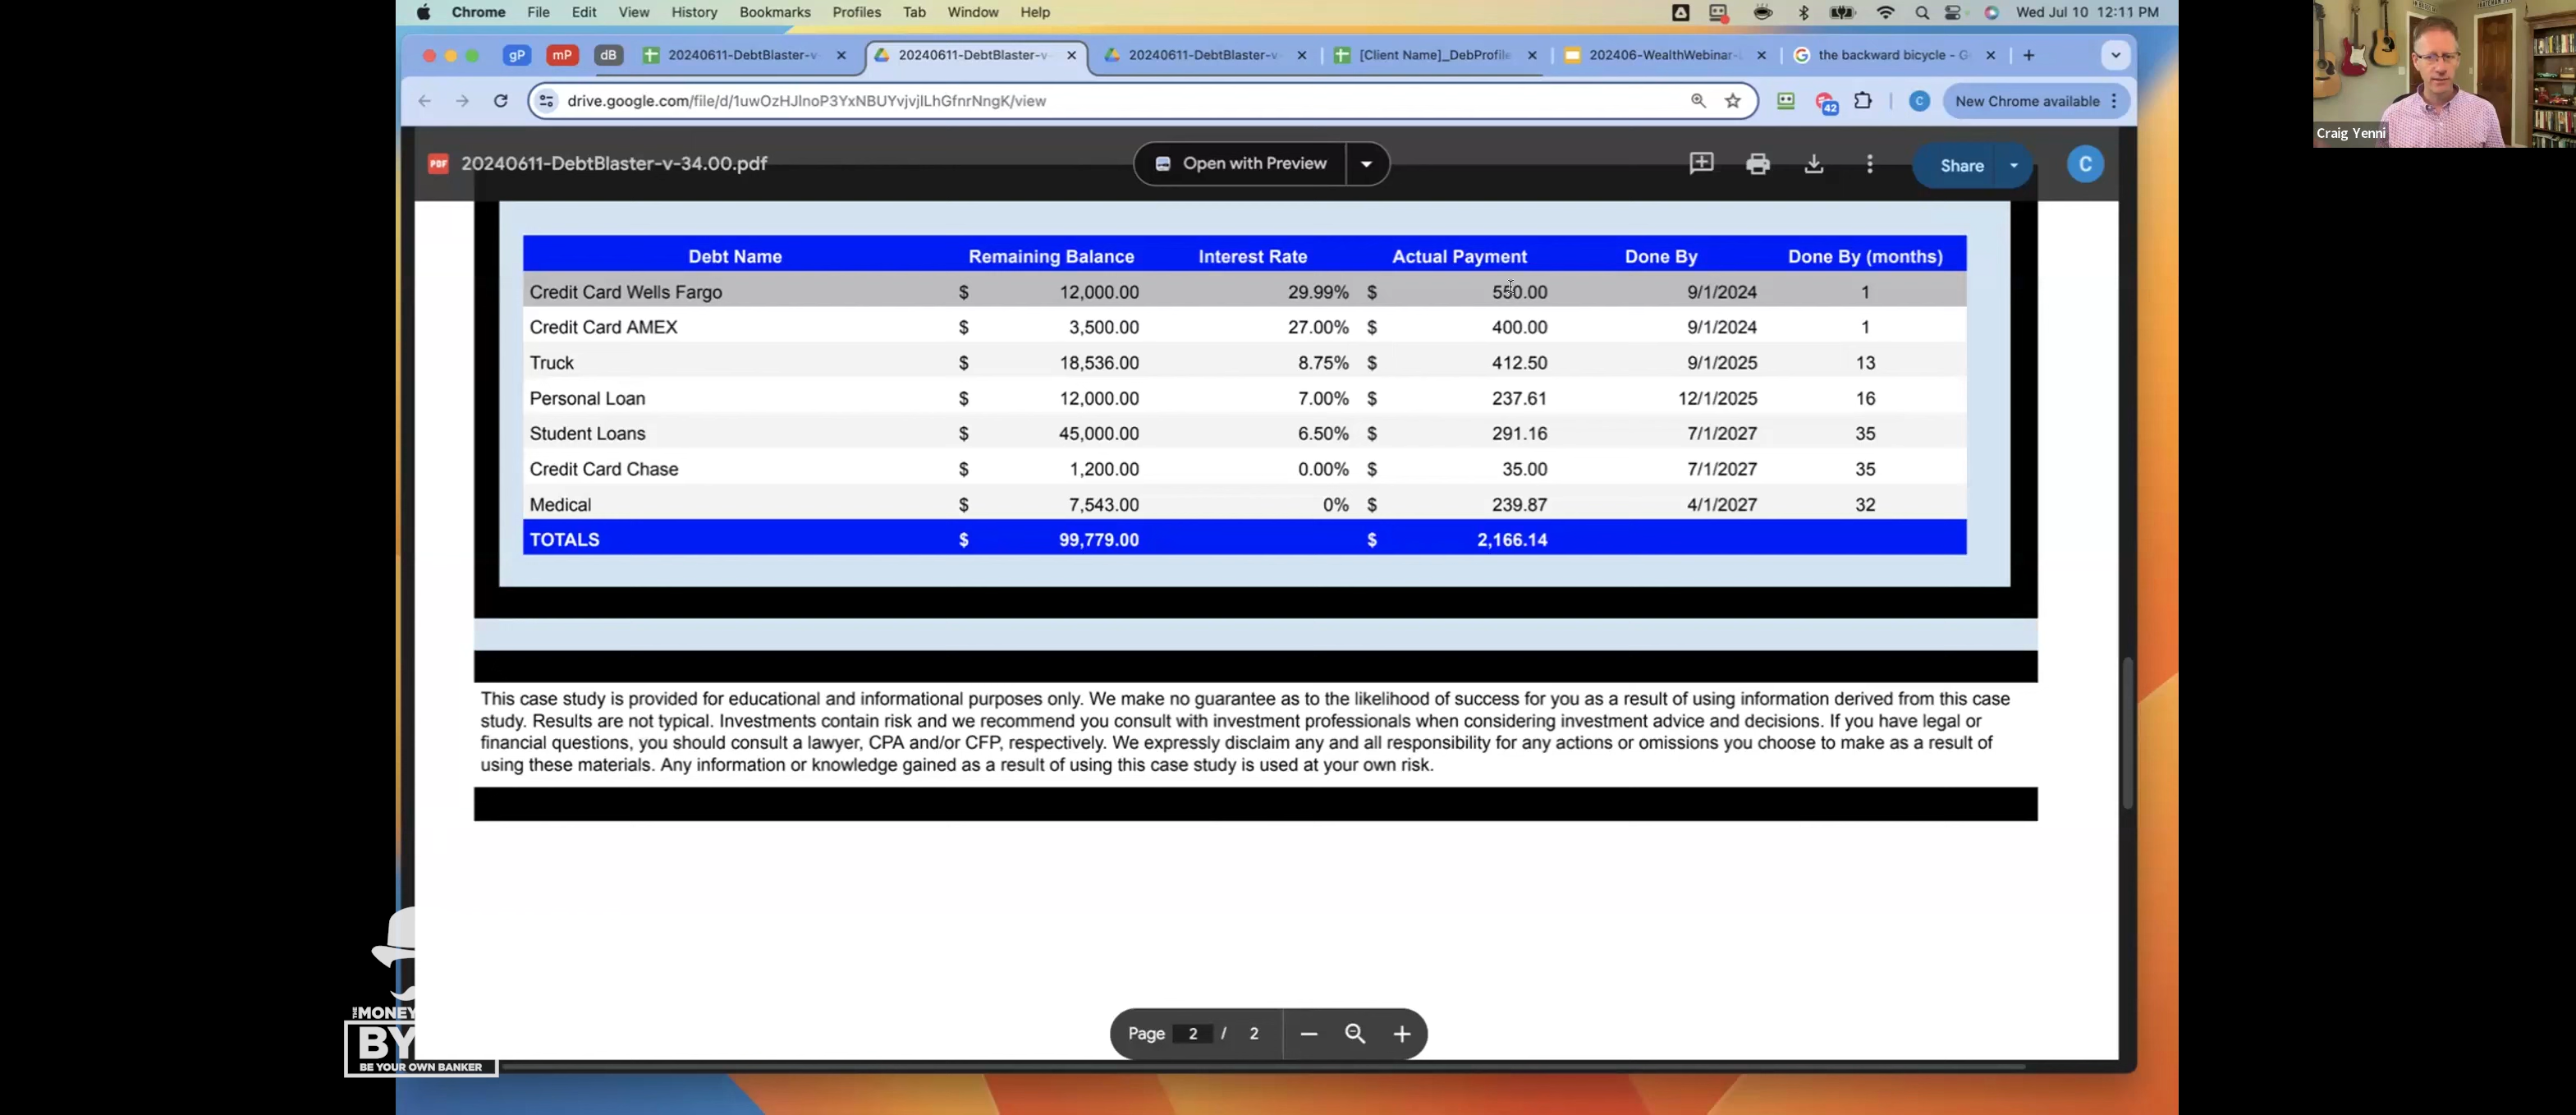 Chrome File Edit View History Bookmarks Profiles Tab Window Help Wed Jul 10 12:11 PM
gP mP dB 20240611-DebtBlaster-v- 20240611-DebtBlaster-v- 20240611-DebtBlaster-v- [Client Name]_DebProfile 202406-WealthWebinar- the backward bicycle - G
drive.google.com/file/d/ 42 C New Chrome available
Craig Yenni
PDF 20240611-DebtBlaster-v-34.00.pdf Open with Preview Share C
Debt Name Remaining Balance Interest Rate Actual Payment Done By Done By (months)
Credit Card Wells Fargo $ 12,000.00 29.99% $ 550.00 9/1/2024 1
Credit Card AMEX $ 3,500.00 27.00% $ 400.00 9/1/2024 1
Truck $ 18,536.00 8.75% $ 412.50 9/1/2025 13
Personal Loan $ 12,000.00 7.00% $ 237.61 12/1/2025 16
Student Loans $ 45,000.00 6.50% $ 291.16 7/1/2027 35
Credit Card Chase $ 1,200.00 0.00% $ 35.00 7/1/2027 35
Medical $ 7,543.00 0% $ 239.87 4/1/2027 32
TOTALS $ 99,779.00 $ 2,166.14
This case study is provided for educational and informational purposes only. We make no guarantee as to the likelihood of success for you as a result of using information derived from this case
study. Results are not typical. Investments contain risk and we recommend you consult with investment professionals when considering investment advice and decisions. If you have legal or
financial questions, you should consult a lawyer, CPA and/or CFP, respectively. We expressly disclaim any and all responsibility for any actions or omissions you choose to make as a result of
using these materials. Any information or knowledge gained as a result of using this case study is used at your own risk.
THE MONEY
BY
BE YOUR OWN BANKER
Page 2 / 2